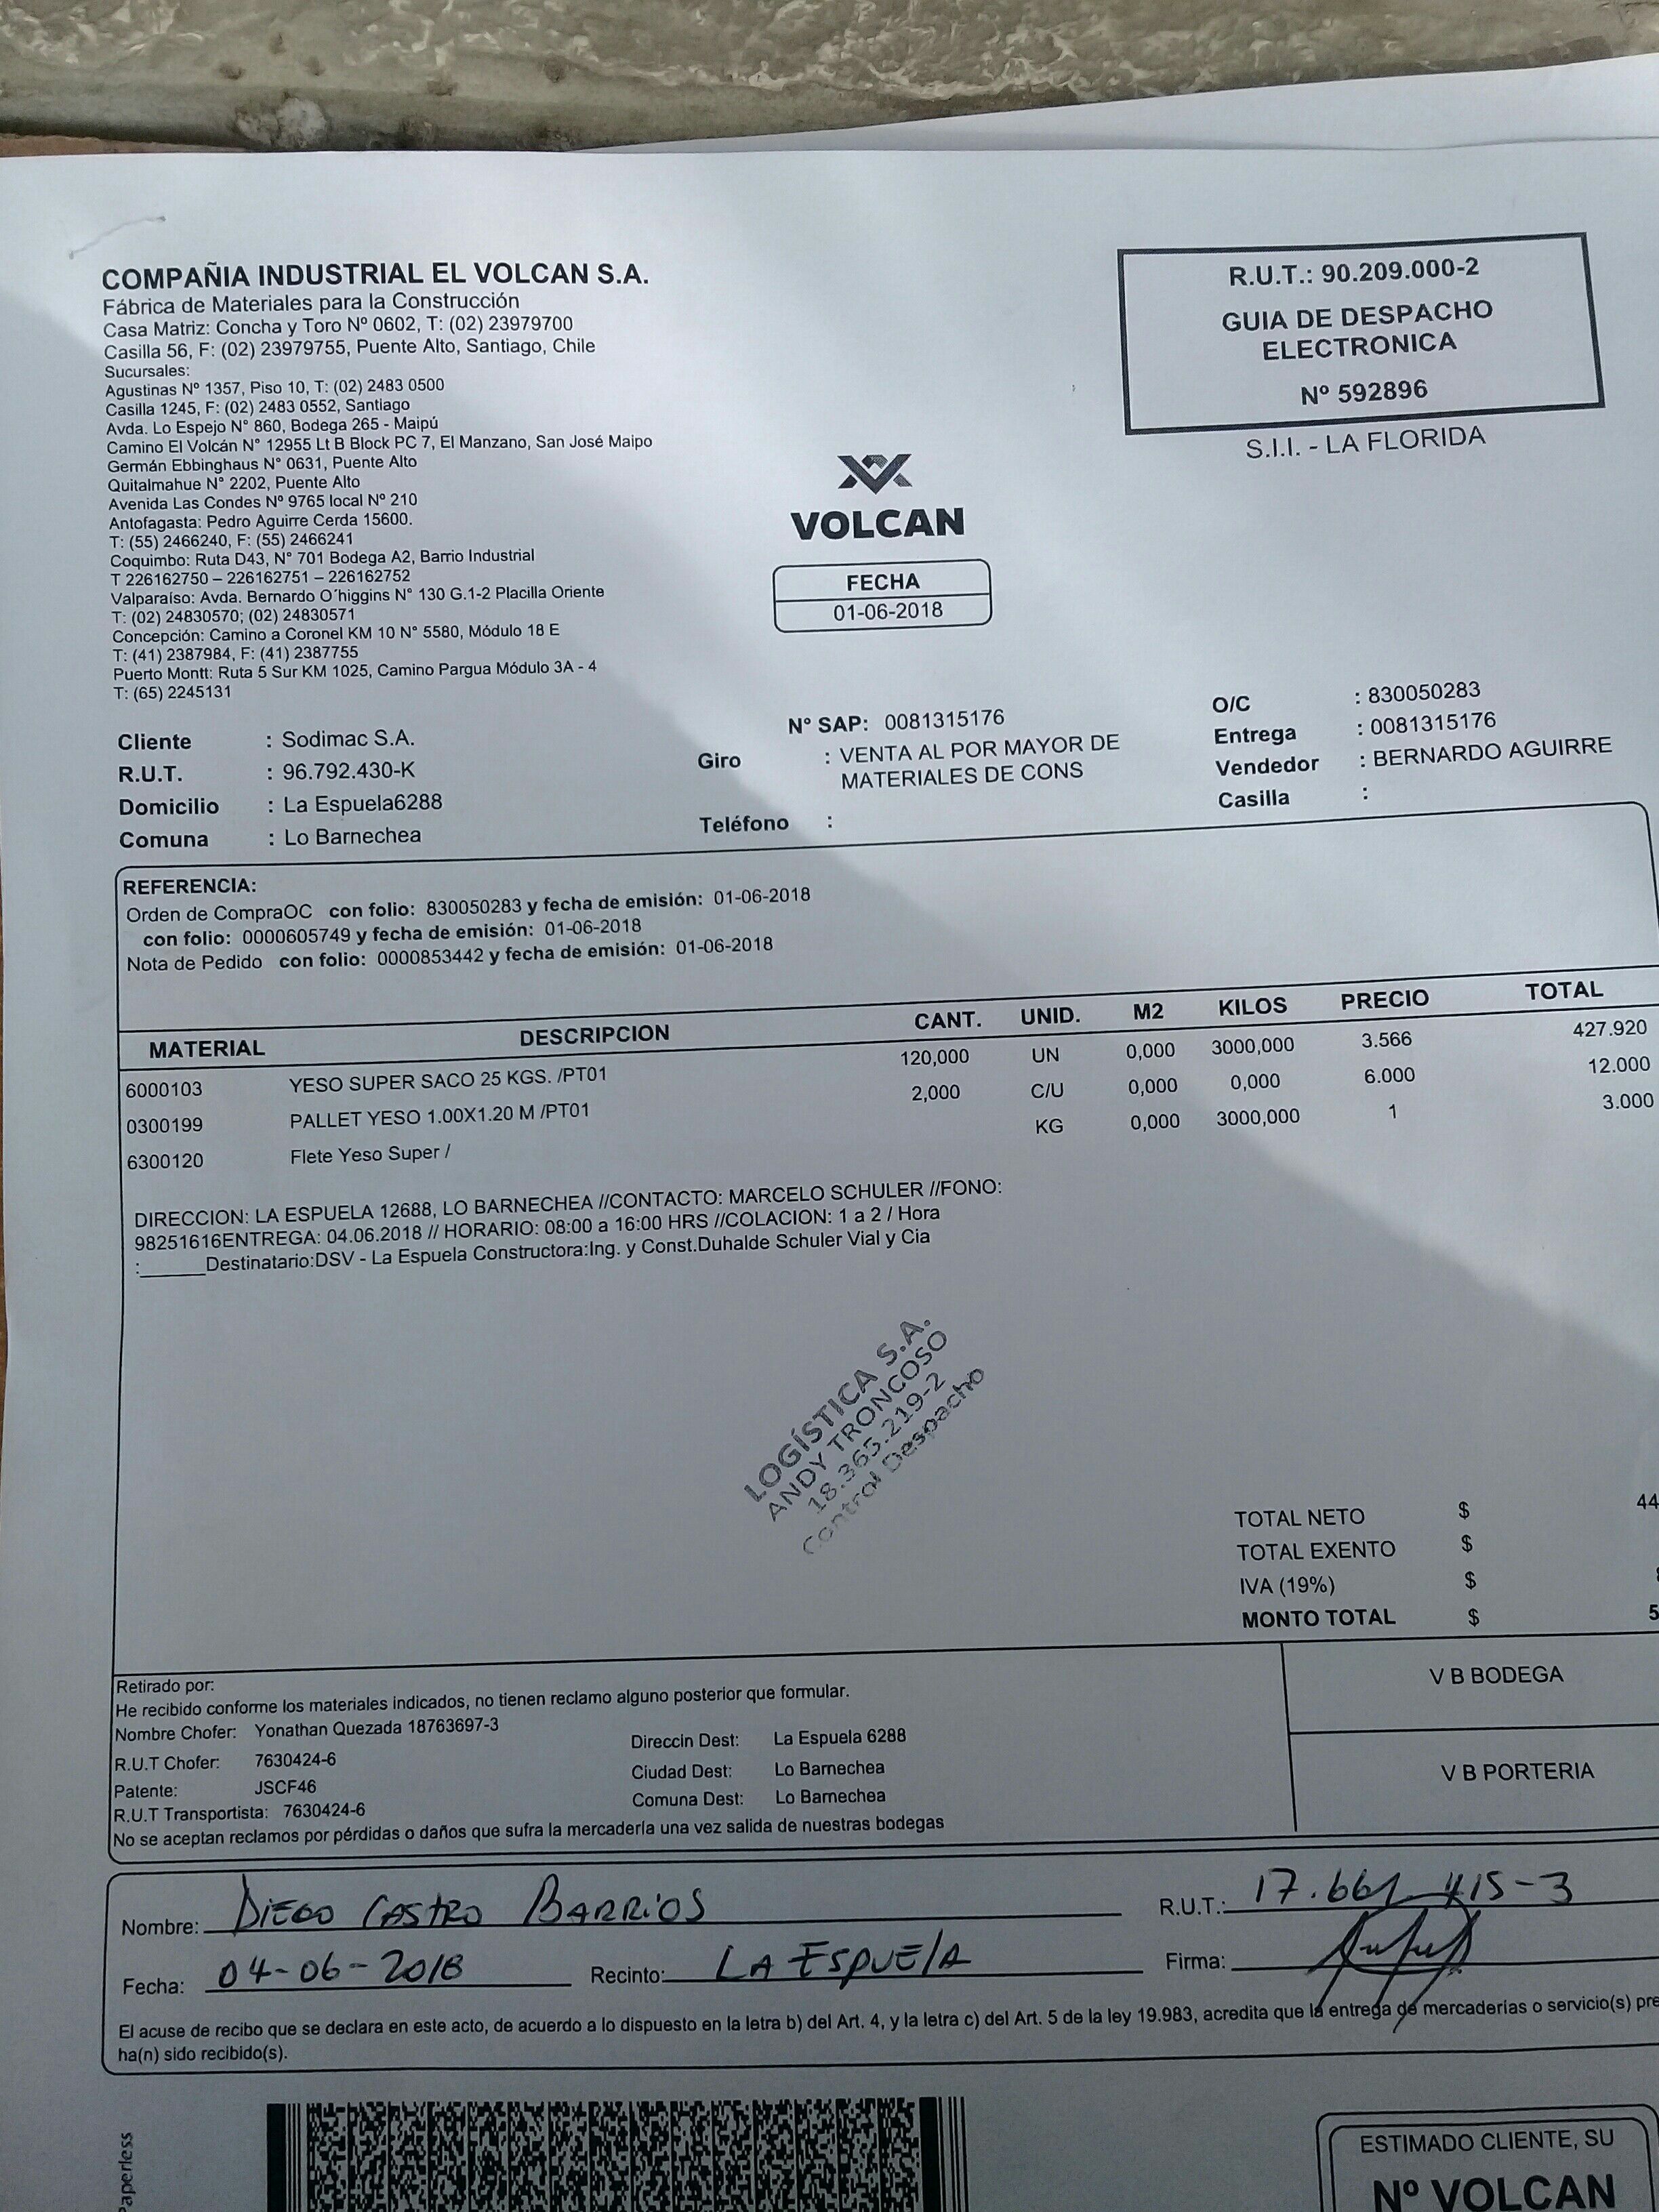 COMPAÑIA INDUSTRIAL EL VOLCAN S.A.
Fábrica de Materiales para la Construcción
Casa Matriz: Concha y Toro Nº 0602, T: (02) 23979700
Casilla 56, F: (02) 23979755, Puente Alto, Santiago, Chile
Sucursales:
Agustinas Nº 1357, Piso 10, T: (02) 2483 0500
Casilla 1245, F: (02) 2483 0552, Santiago
Avda. Lo Espejo N° 860, Bodega 265 - Maipú
Camino El Volcán N° 12955 Lt B Block PC 7, El Manzano, San José Maipo
Germán Ebbinghaus N° 0631, Puente Alto
Quitalmahue N° 2202, Puente Alto
Avenida Las Condes Nº 9765 local Nº 210
Antofagasta: Pedro Aguirre Cerda 15600.
T: (55) 2466240, F: (55) 2466241
Coquimbo: Ruta D43, N° 701 Bodega A2, Barrio Industrial
T 226162750 – 226162751 – 226162752
Valparaíso: Avda. Bernardo O´higgins N° 130 G.1-2 Placilla Oriente
T: (02) 24830570; (02) 24830571
Concepción: Camino a Coronel KM 10 N° 5580, Módulo 18 E
T: (41) 2387984, F: (41) 2387755
Puerto Montt: Ruta 5 Sur KM 1025, Camino Pargua Módulo 3A - 4
T: (65) 2245131
R.U.T.: 90.209.000-2
GUIA DE DESPACHO
ELECTRONICA
Nº 592896
S.I.I. - LA FLORIDA
VOLCAN
FECHA
01-06-2018
Cliente : Sodimac S.A.
R.U.T. : 96.792.430-K
Domicilio : La Espuela6288
Comuna : Lo Barnechea
N° SAP: 0081315176
Giro : VENTA AL POR MAYOR DE
MATERIALES DE CONS
Teléfono :
O/C : 830050283
Entrega : 0081315176
Vendedor : BERNARDO AGUIRRE
Casilla :
REFERENCIA:
Orden de CompraOC con folio: 830050283 y fecha de emisión: 01-06-2018
con folio: 0000605749 y fecha de emisión: 01-06-2018
Nota de Pedido con folio: 0000853442 y fecha de emisión: 01-06-2018
MATERIAL DESCRIPCION CANT. UNID. M2 KILOS PRECIO TOTAL
6000103 YESO SUPER SACO 25 KGS. /PT01 120,000 UN 0,000 3000,000 3.566 427.920
0300199 PALLET YESO 1.00X1.20 M /PT01 2,000 C/U 0,000 0,000 6.000 12.000
6300120 Flete Yeso Super / KG 0,000 3000,000 1 3.000
DIRECCION: LA ESPUELA 12688, LO BARNECHEA //CONTACTO: MARCELO SCHULER //FONO:
98251616ENTREGA: 04.06.2018 // HORARIO: 08:00 a 16:00 HRS //COLACION: 1 a 2 / Hora
:______Destinatario:DSV - La Espuela Constructora:Ing. y Const.Duhalde Schuler Vial y Cia
LOGÍSTICA S.A.
ANDY TRONCOSO
18.365.219-2
Control Despacho
TOTAL NETO $ 44
TOTAL EXENTO $
IVA (19%) $
MONTO TOTAL $ 5
Retirado por:
He recibido conforme los materiales indicados, no tienen reclamo alguno posterior que formular.
Nombre Chofer: Yonathan Quezada 18763697-3
R.U.T Chofer: 7630424-6
Patente: JSCF46
R.U.T Transportista: 7630424-6
Direccin Dest: La Espuela 6288
Ciudad Dest: Lo Barnechea
Comuna Dest: Lo Barnechea
No se aceptan reclamos por pérdidas o daños que sufra la mercadería una vez salida de nuestras bodegas
V B BODEGA
V B PORTERIA
Nombre: DIEGO CASTRO BARRIOS R.U.T.: 17.661.415-3
Fecha: 04-06-2018 Recinto: LA ESPUELA Firma:
El acuse de recibo que se declara en este acto, de acuerdo a lo dispuesto en la letra b) del Art. 4, y la letra c) del Art. 5 de la ley 19.983, acredita que la entrega de mercaderías o servicio(s) pre
ha(n) sido recibido(s).
Paperless
ESTIMADO CLIENTE, SU
Nº VOLCAN